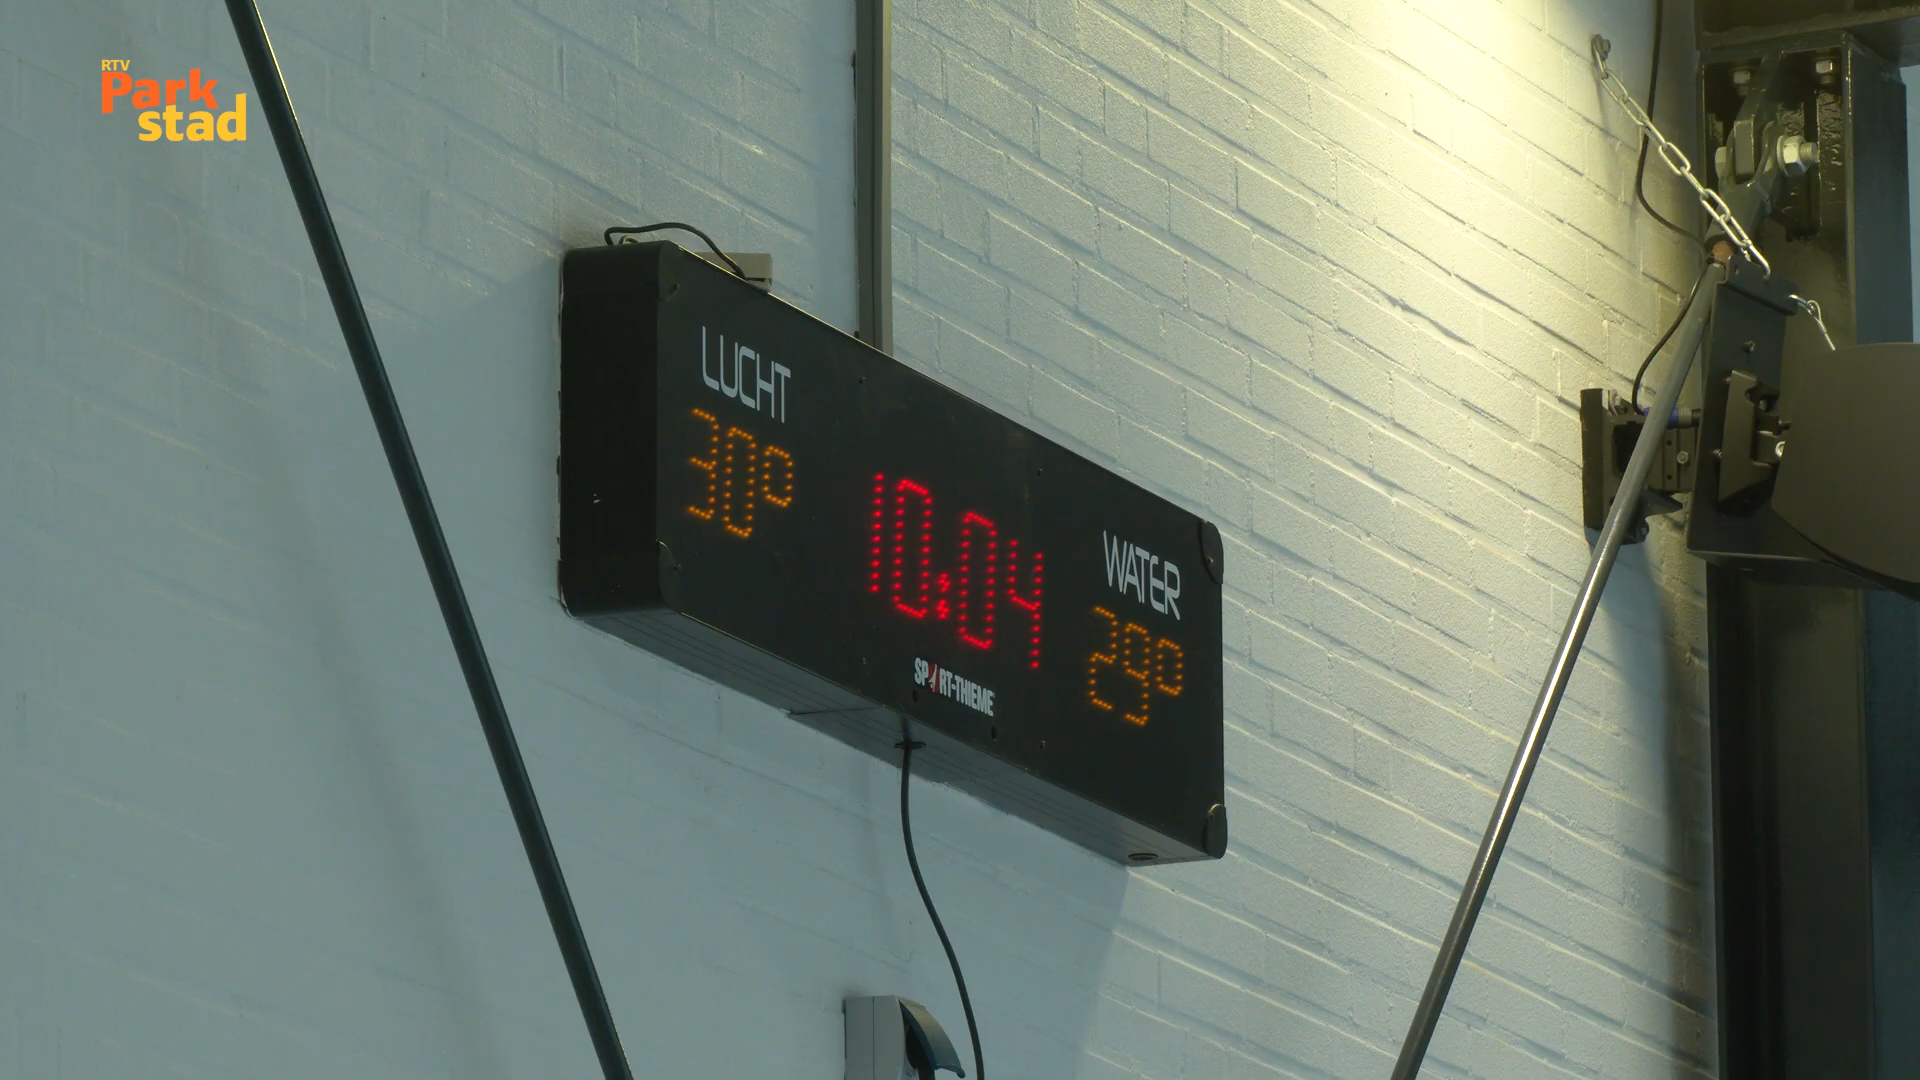 RTV
Park
stad
LUCHT
30°
10:04
WATER
29°
SPORT-THIEME